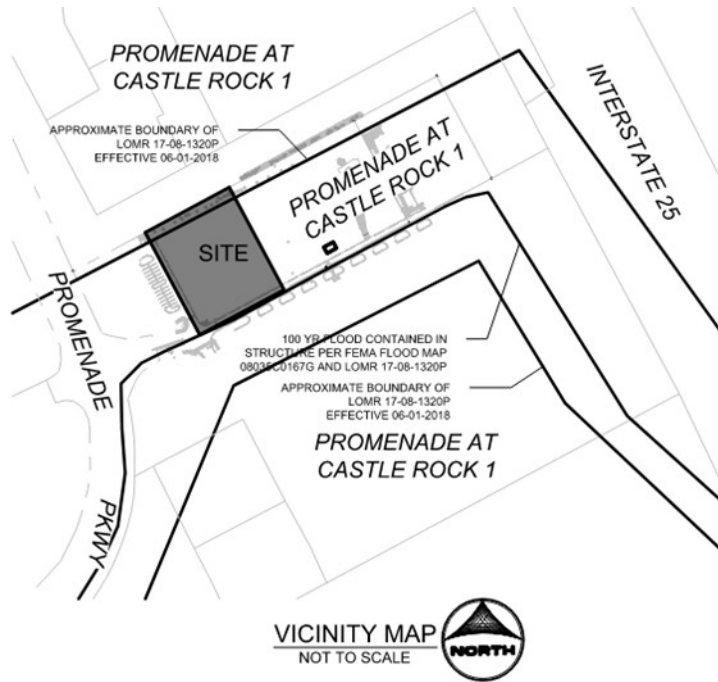 PROMENADE AT
CASTLE ROCK 1
APPROXIMATE BOUNDARY OF
LOMR 17-08-1320P
EFFECTIVE 06-01-2018
INTERSTATE 25
PROMENADE AT
CASTLE ROCK 1
SITE
PROMENADE
PKWY
100 YR FLOOD CONTAINED IN
STRUCTURE PER FEMA FLOOD MAP
08035C0167G AND LOMR 17-08-1320P
APPROXIMATE BOUNDARY OF
LOMR 17-08-1320P
EFFECTIVE 06-01-2018
PROMENADE AT
CASTLE ROCK 1
VICINITY MAP
NOT TO SCALE
NORTH